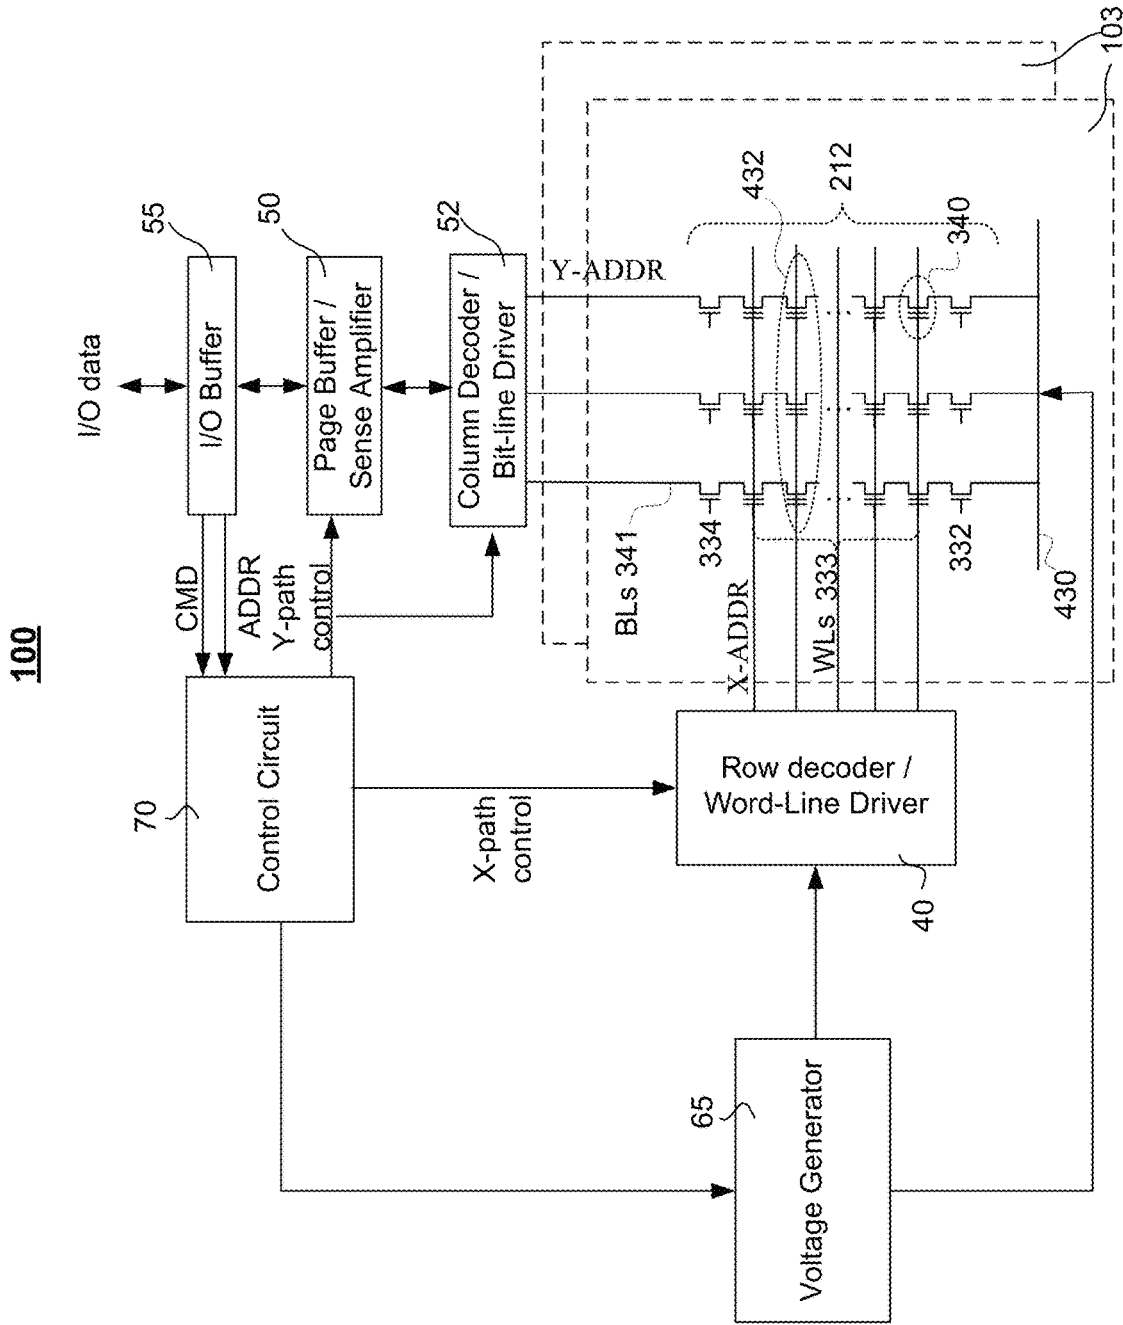 100
I/O data
55
I/O Buffer
CMD
ADDR
50
Page Buffer /
Sense Amplifier
Y-path
control
52
Column Decoder /
Bit-line Driver
70
Control Circuit
X-path
control
Y-ADDR
103
103
BLs 341
432
212
334
X-ADDR
WLs 333
340
332
430
Row decoder /
Word-Line Driver
40
65
Voltage Generator